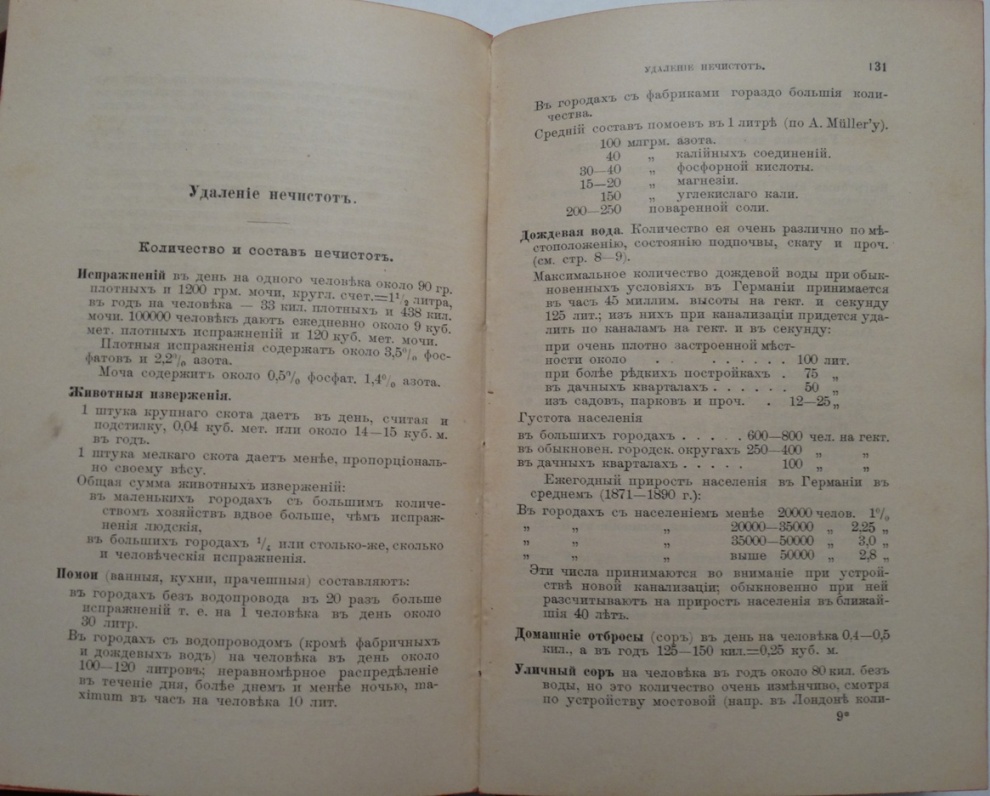 Удаленіе нечистотъ.
Количество и составъ нечистотъ.
Испражненій въ день на одного человѣка около 90 гр.
плотныхъ и 1200 грм. мочи, кругл. счет.=1¹/₂ литра,
въ годъ на человѣка — 33 кил. плотныхъ и 438 кил.
мочи. 100000 человѣкъ даютъ ежедневно около 9 куб.
мет. плотныхъ испражненій и 120 куб. мет. мочи.
Плотныя испражненія содержатъ около 3,5% фос-
фатовъ и 2,2% азота.
Моча содержитъ около 0,5% фосфат. 1,4% азота.
Животныя изверженія.
1 штука крупнаго скота даетъ въ день, считая и
подстилку, 0,04 куб. мет. или около 14—15 куб. м.
въ годъ.
1 штука мелкаго скота даетъ менѣе, пропорціональ-
но своему вѣсу.
Общая сумма животныхъ изверженій:
въ маленькихъ городахъ съ большимъ количе-
ствомъ хозяйствъ вдвое больше, чѣмъ испраж-
ненія людскія,
въ большихъ городахъ ¹/₄ или столько-же, сколько
и человѣческія испражненія.
Помои (ванныя, кухни, прачешныя) составляютъ:
въ городахъ безъ водопровода въ 20 разъ больше
испражненій т. е. на 1 человѣка въ день около
30 литр.
Въ городахъ съ водопроводомъ (кромѣ фабричныхъ
и дождевыхъ водъ) на человѣка въ день около
100—120 литровъ; неравномѣрное распредѣленіе
въ теченіе дня, болѣе днемъ и менѣе ночью, ma-
ximum въ часъ на человѣка 10 лит.
УДАЛЕНІЕ НЕЧИСТОТЪ. 131
Въ городахъ съ фабриками гораздо большія коли-
чества.
Средній составъ помоевъ въ 1 литрѣ (по A. Müller'у).
100 млгрм. азота.
40 „ калійныхъ соединеній.
30—40 „ фосфорной кислоты.
15—20 „ магнезіи.
150 „ углекислаго кали.
200—250 поваренной соли.
Дождевая вода. Количество ея очень различно по мѣ-
стоположенію, состоянію подпочвы, скату и проч.
(см. стр. 8—9).
Максимальное количество дождевой воды при обык-
новенныхъ условіяхъ въ Германіи принимается
въ часъ 45 миллим. высоты на гект. и секунду
125 лит.; изъ нихъ при канализаціи придется уда-
лить по каналамъ на гект. и въ секунду:
при очень плотно застроенной мѣст-
ности около . . . . . . . . 100 лит.
при болѣе рѣдкихъ постройкахъ . 75 „
въ дачныхъ кварталахъ . . . . . . 50 „
изъ садовъ, парковъ и проч. . 12—25 „
Густота населенія
въ большихъ городахъ . . . . . 600—800 чел. на гект.
въ обыкновен. городск. округахъ 250—400 „ „
въ дачныхъ кварталахъ . . . . . 100 „ „
Ежегодный приростъ населенія въ Германіи въ
среднемъ (1871—1890 г.):
Въ городахъ съ населеніемъ менѣе 20000 челов. 1%
„ „ „ 20000—35000 „ 2,25 „
„ „ „ 35000—50000 „ 3,0 „
„ „ „ выше 50000 „ 2,8 „
Эти числа принимаются во вниманіе при устрой-
ствѣ новой канализаціи; обыкновенно при ней
разсчитываютъ на приростъ населенія въ ближай-
шія 40 лѣтъ.
Домашніе отбросы (соръ) въ день на человѣка 0,4—0,5
кил., а въ годъ 125—150 кил.=0,25 куб. м.
Уличный соръ на человѣка въ годъ около 80 кил. безъ
воды, но это количество очень измѣнчиво, смотря
по устройству мостовой (напр. въ Лондонѣ коли-
9*